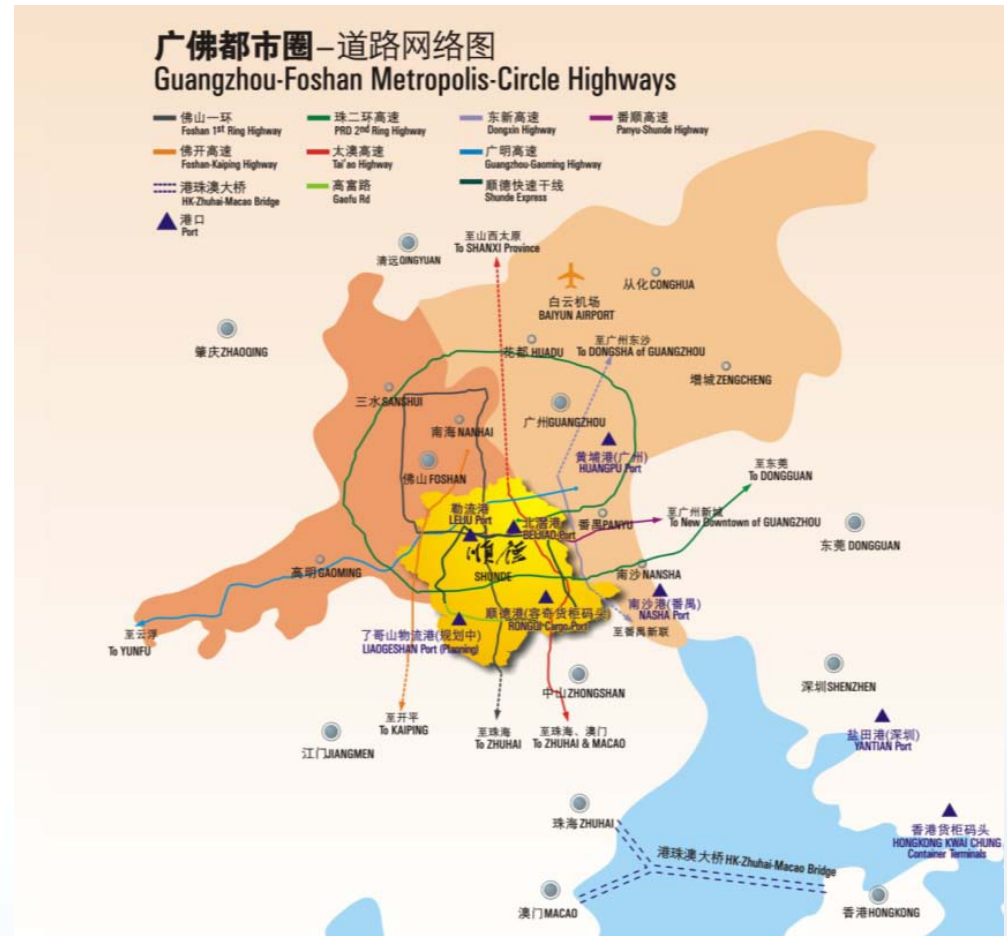 广佛都市圈–道路网络图
Guangzhou-Foshan Metropolis-Circle Highways
佛山一环
Foshan 1st Ring Highway
珠二环高速
PRD 2nd Ring Highway
东新高速
Dongxin Highway
番顺高速
Panyu-Shunde Highway
佛开高速
Foshan-Kaiping Highway
太澳高速
Tai'ao Highway
广明高速
Guangzhou-Gaoming Highway
港珠澳大桥
HK-Zhuhai-Macao Bridge
高富路
Gaofu Rd
顺德快速干线
Shunde Express
港口
Port
至山西太原
To SHANXI Province
清远QINGYUAN
从化CONGHUA
白云机场
BAIYUN AIRPORT
肇庆ZHAOQING
花都 HUADU
至广州东沙
To DONGSHA of GUANGZHOU
增城ZENGCHENG
三水SANSHUI
南海NANHAI
广州GUANGZHOU
黄埔港(广州)
HUANGPU Port
佛山FOSHAN
至东莞
To DONGGUAN
勒流港
LELIU Port
北滘港
BEIJIAO Port
番禺PANYU
至广州新城
To New Downtown of GUANGZHOU
东莞 DONGGUAN
順德
SHUNDE
高明GAOMING
南沙NANSHA
南沙港(番禺)
NASHA Port
顺德港(容奇货柜码头)
RONGQI Cargo Port
至云浮
To YUNFU
了哥山物流港(规划中)
LIAOGESHAN Port (Planning)
至番禺新联
中山ZHONGSHAN
深圳SHENZHEN
至开平
To KAIPING
至珠海
To ZHUHAI
至珠海、澳门
To ZHUHAI & MACAO
江门JIANGMEN
盐田港(深圳)
YANTIAN Port
珠海ZHUHAI
香港货柜码头
HONGKONG KWAI CHUNG
Container Terminals
港珠澳大桥HK-Zhuhai-Macao Bridge
澳门MACAO
香港HONGKONG